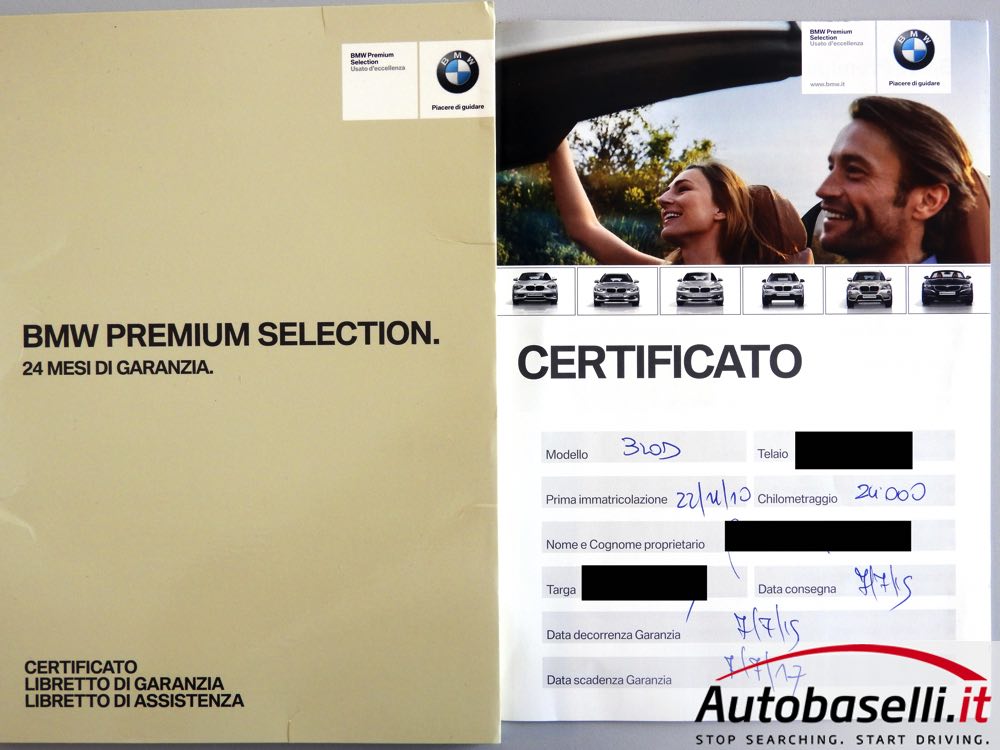 BMW Premium
Selection
Usato d'eccellenza
BMW
Piacere di guidare
BMW PREMIUM SELECTION.
24 MESI DI GARANZIA.
CERTIFICATO
LIBRETTO DI GARANZIA
LIBRETTO DI ASSISTENZA
BMW Premium
Selection
Usato d'eccellenza
www.bmw.it
BMW
Piacere di guidare
CERTIFICATO
Modello 320D Telaio
Prima immatricolazione 22/11/10 Chilometraggio 24.000
Nome e Cognome proprietario
Targa Data consegna 7/7/15
Data decorrenza Garanzia 7/7/15
Data scadenza Garanzia 7/7/17
Autobaselli.it
STOP SEARCHING. START DRIVING.